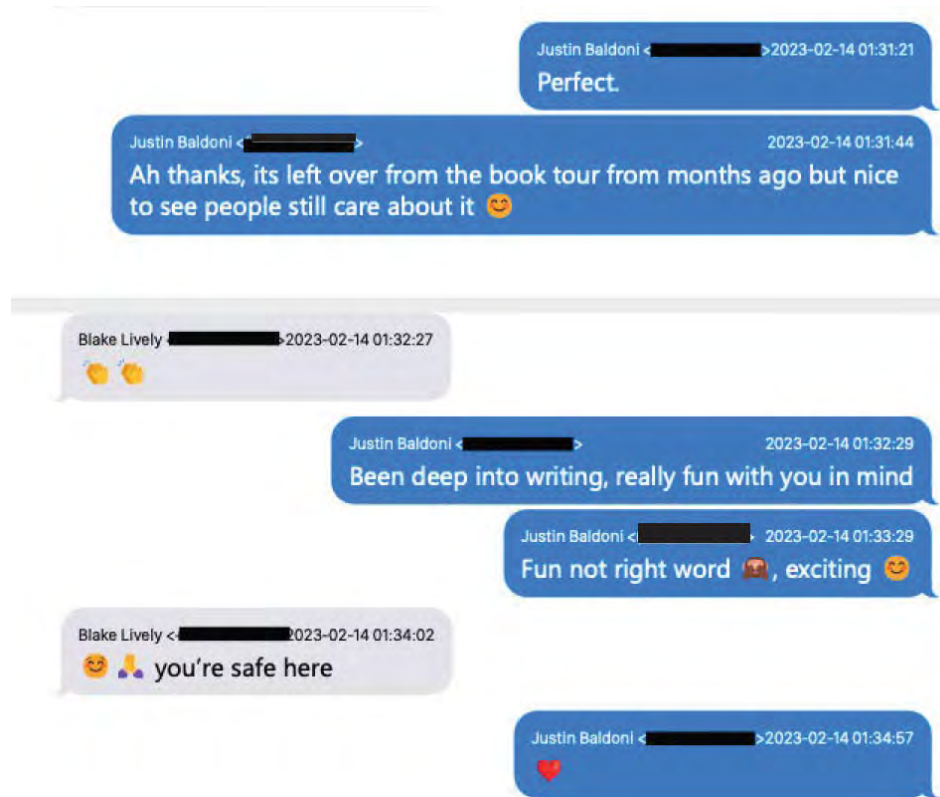 Justin Baldoni < >2023-02-14 01:31:21
Perfect.
Justin Baldoni < > 2023-02-14 01:31:44
Ah thanks, its left over from the book tour from months ago but nice
to see people still care about it 😊
Blake Lively < >2023-02-14 01:32:27
👏 👏
Justin Baldoni < > 2023-02-14 01:32:29
Been deep into writing, really fun with you in mind
Justin Baldoni < > 2023-02-14 01:33:29
Fun not right word 🙈, exciting 😊
Blake Lively < 2023-02-14 01:34:02
😊 🙏 you're safe here
Justin Baldoni < >2023-02-14 01:34:57
❤️